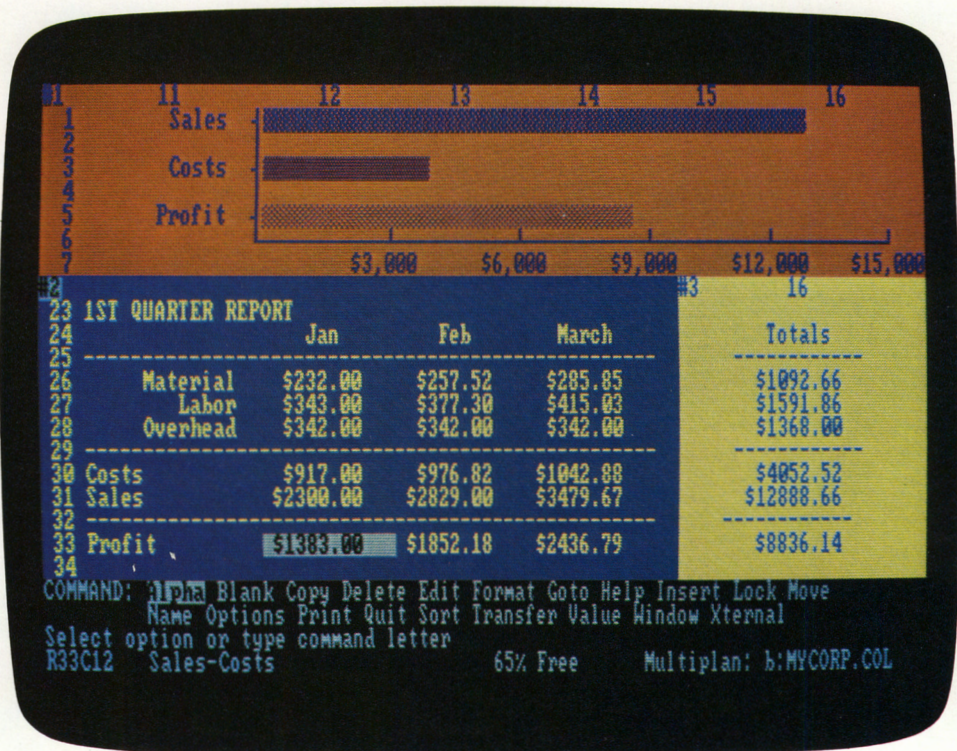 #1 11 12 13 14 15 16
1 Sales
2
3 Costs
4
5 Profit
6
7 $3,000 $6,000 $9,000 $12,000 $15,000
#2 #3 16
23 1ST QUARTER REPORT
24 Jan Feb March Totals
25 ---------------------------------------------- ------------
26 Material $232.00 $257.52 $285.85 $1092.66
27 Labor $343.00 $377.30 $415.03 $1591.86
28 Overhead $342.00 $342.00 $342.00 $1368.00
29 ---------------------------------------------- ------------
30 Costs $917.00 $976.82 $1042.88 $4052.52
31 Sales $2300.00 $2829.00 $3479.67 $12888.66
32 ---------------------------------------------- ------------
33 Profit $1383.00 $1852.18 $2436.79 $8836.14
34
COMMAND: Alpha Blank Copy Delete Edit Format Goto Help Insert Lock Move
Name Options Print Quit Sort Transfer Value Window Xternal
Select option or type command letter
R33C12 Sales-Costs 65% Free Multiplan: b:MYCORP.COL